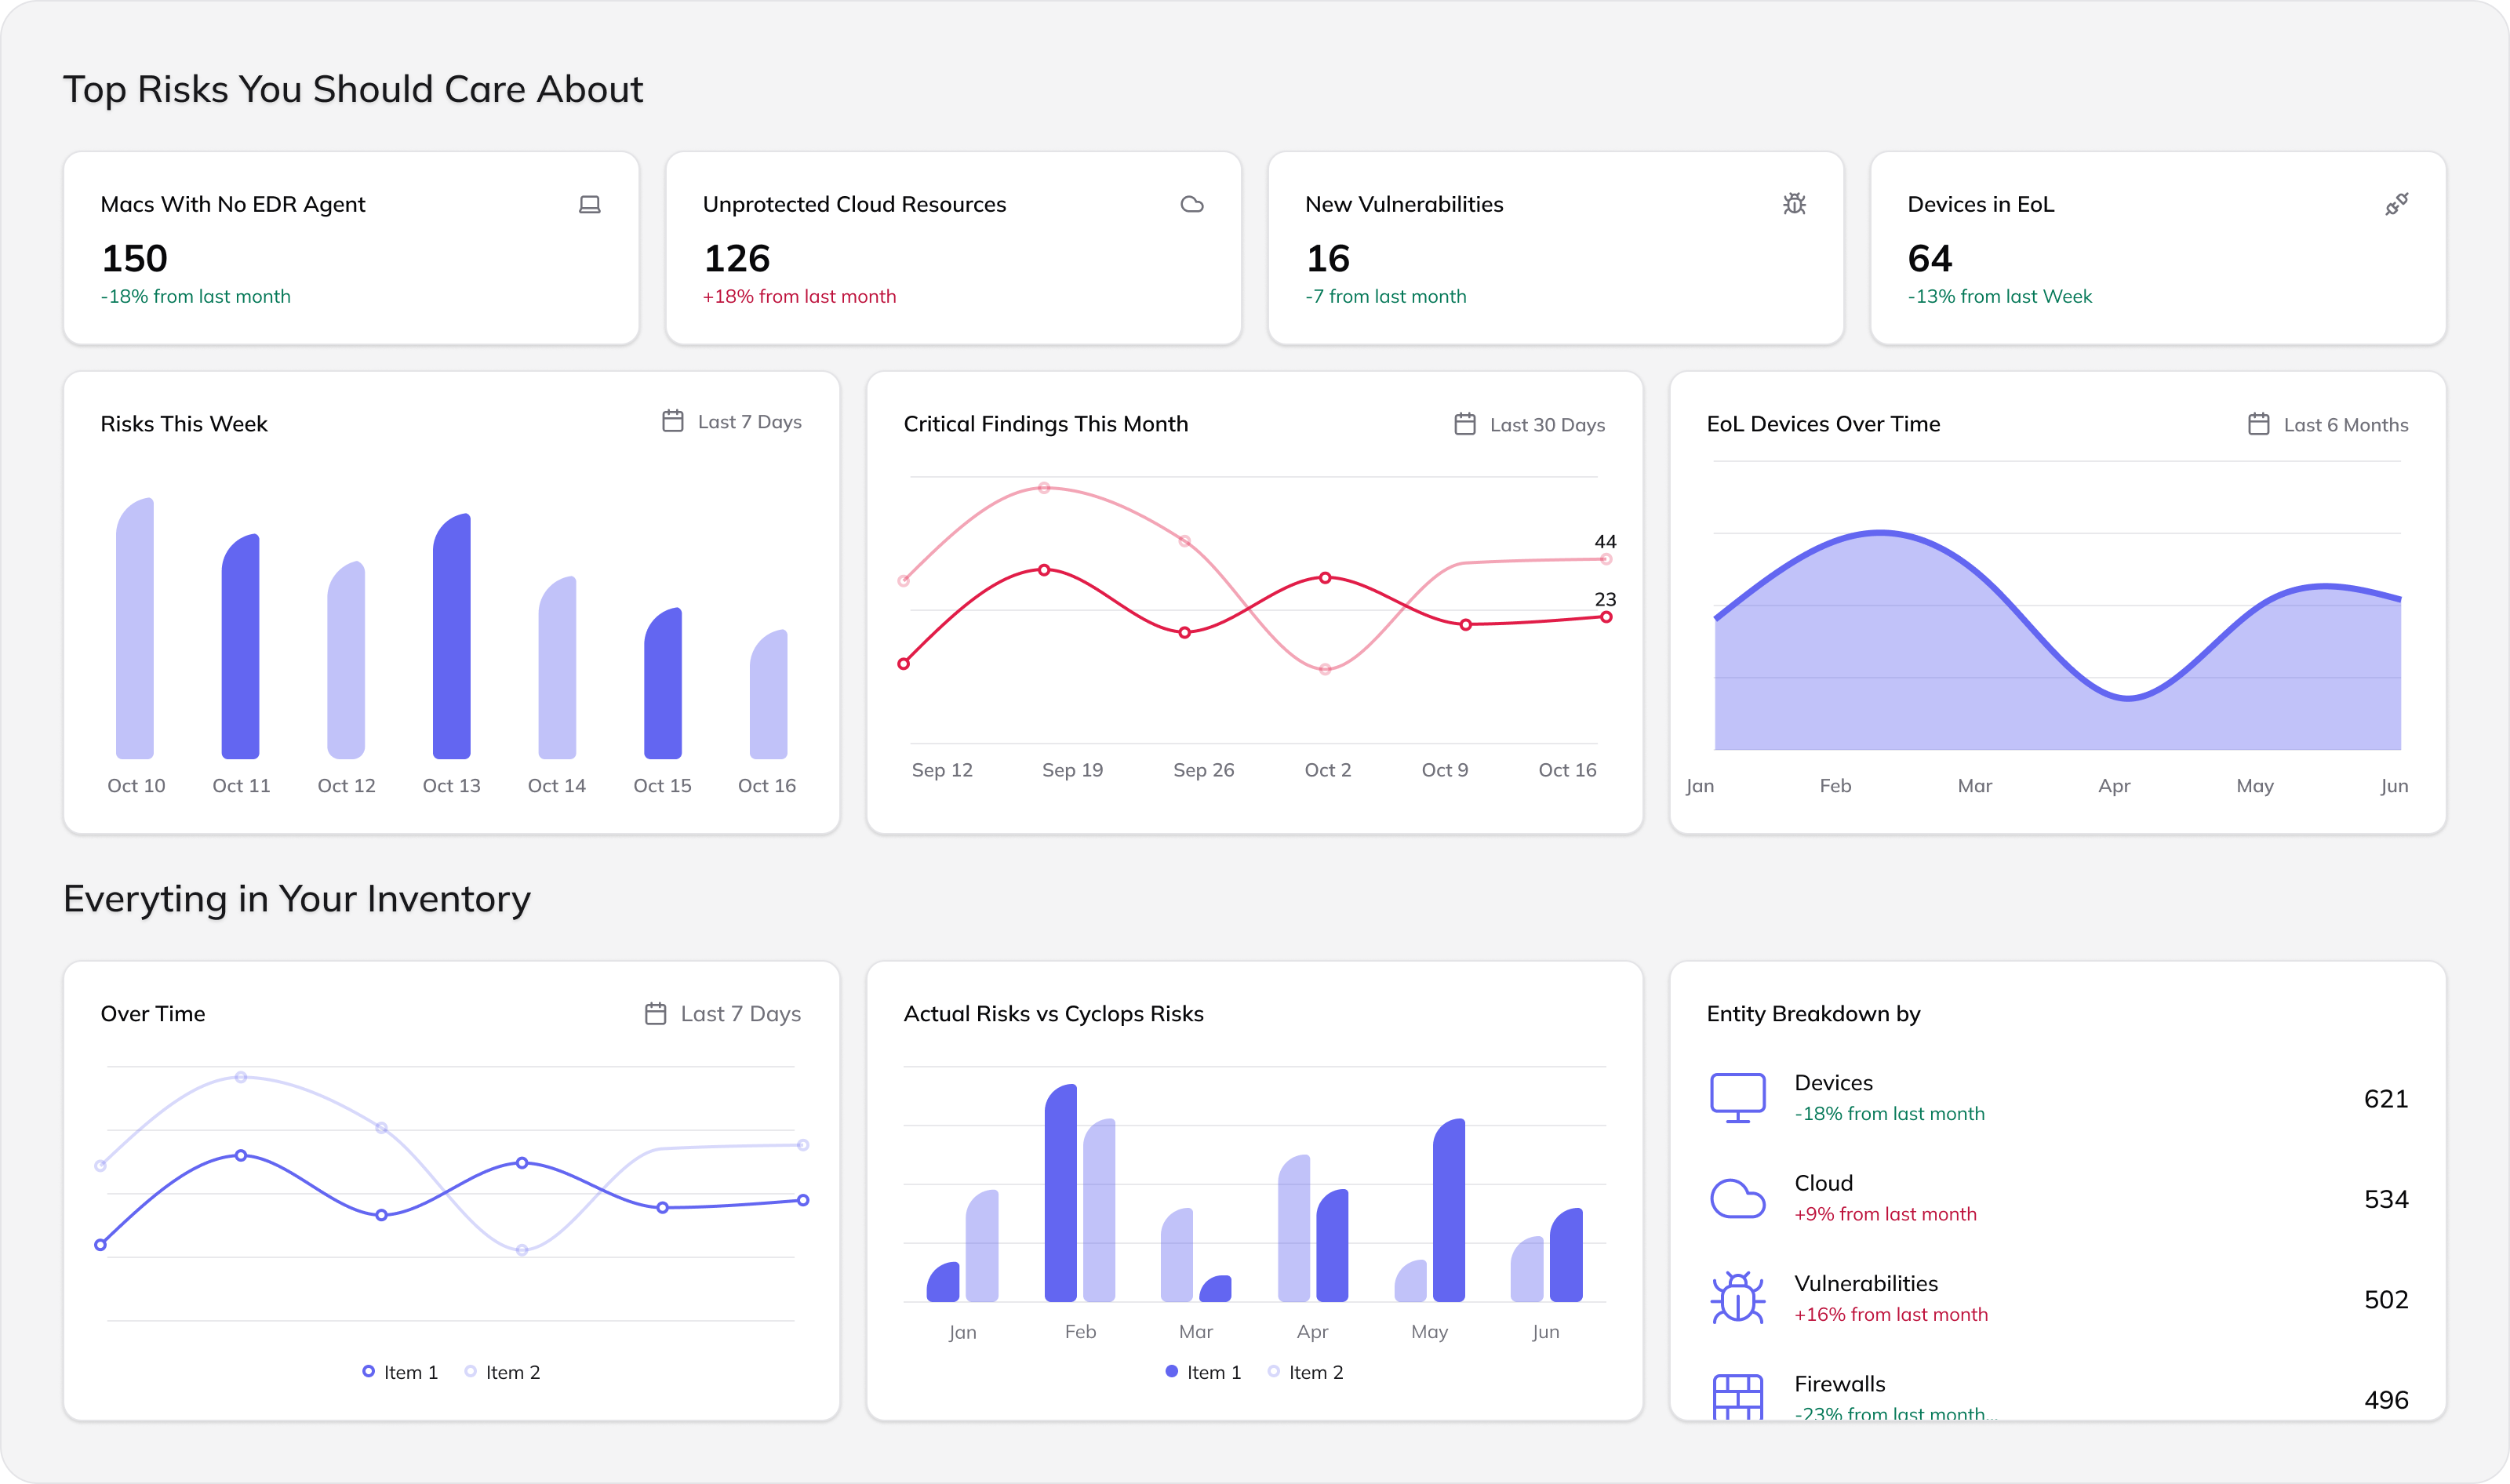 Top Risks You Should Care About
Macs With No EDR Agent
150
-18% from last month
Unprotected Cloud Resources
126
+18% from last month
New Vulnerabilities
16
-7 from last month
Devices in EoL
64
-13% from last Week
Risks This Week
Last 7 Days
Oct 10 Oct 11 Oct 12 Oct 13 Oct 14 Oct 15 Oct 16
Critical Findings This Month
Last 30 Days
44
23
Sep 12 Sep 19 Sep 26 Oct 2 Oct 9 Oct 16
EoL Devices Over Time
Last 6 Months
Jan Feb Mar Apr May Jun
Everyting in Your Inventory
Over Time
Last 7 Days
Item 1 Item 2
Actual Risks vs Cyclops Risks
Jan Feb Mar Apr May Jun
Item 1 Item 2
Entity Breakdown by
Devices
-18% from last month
621
Cloud
+9% from last month
534
Vulnerabilities
+16% from last month
502
Firewalls
-23% from last month...
496